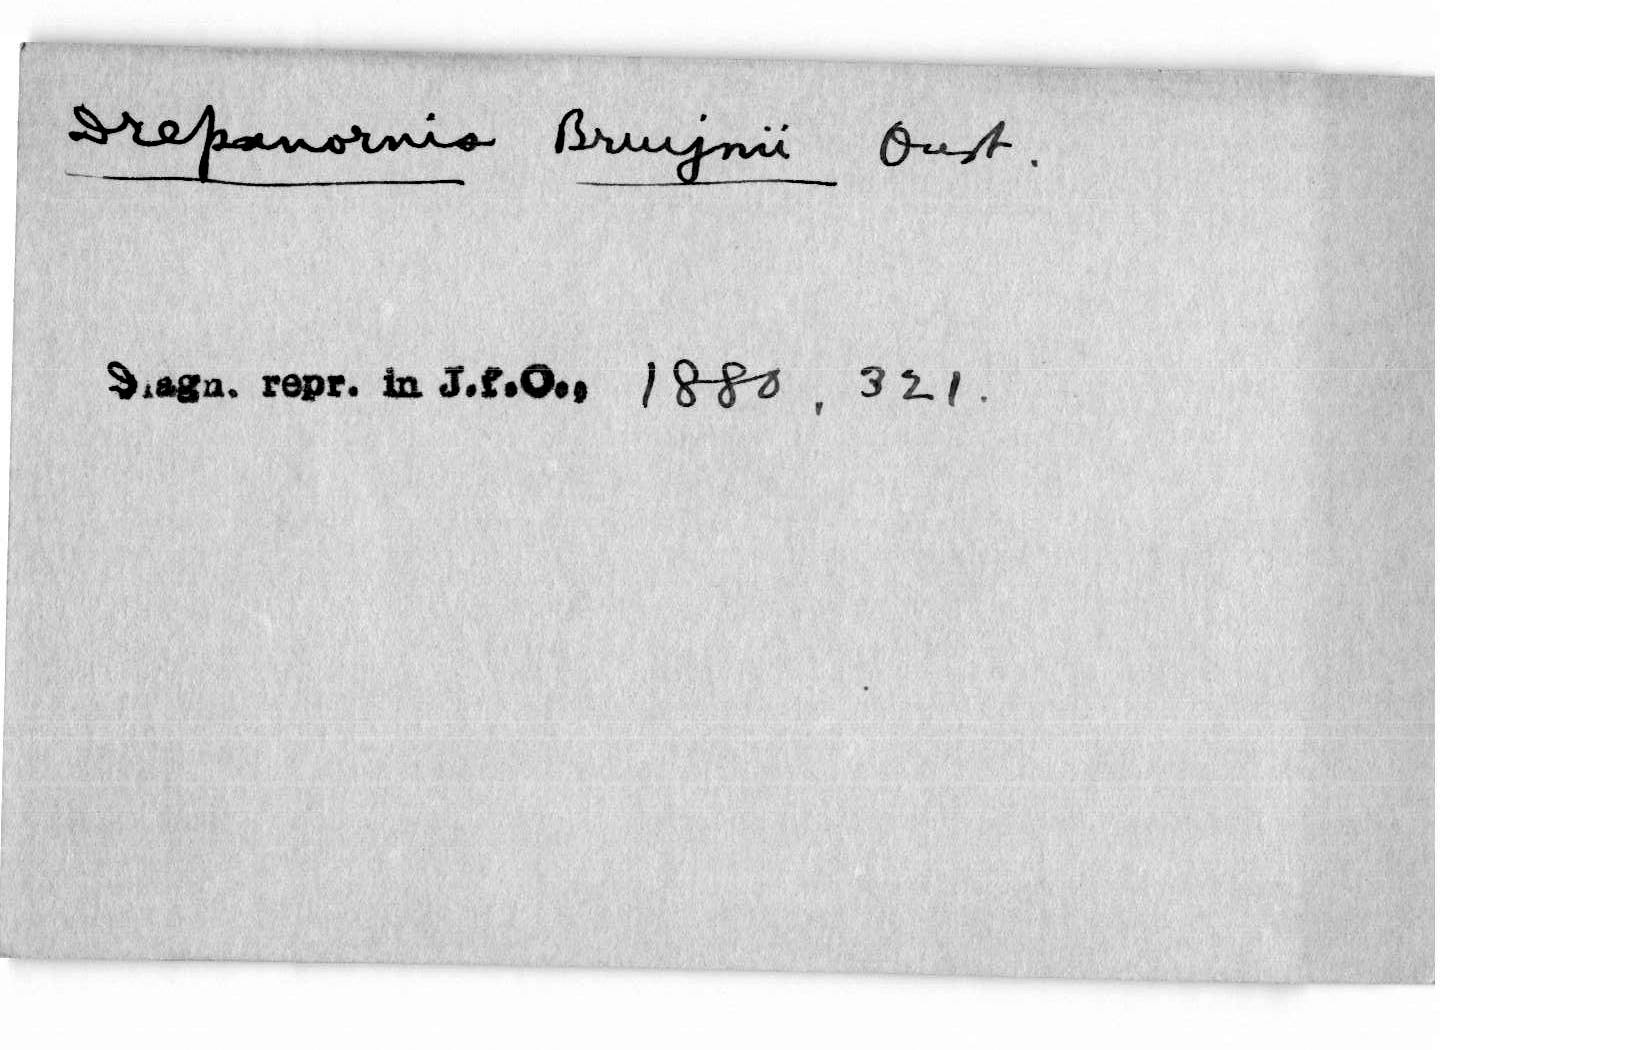 Drepanornis Bruijnii Oust.
Diagn. repr. in J.f.O., 1880, 321.